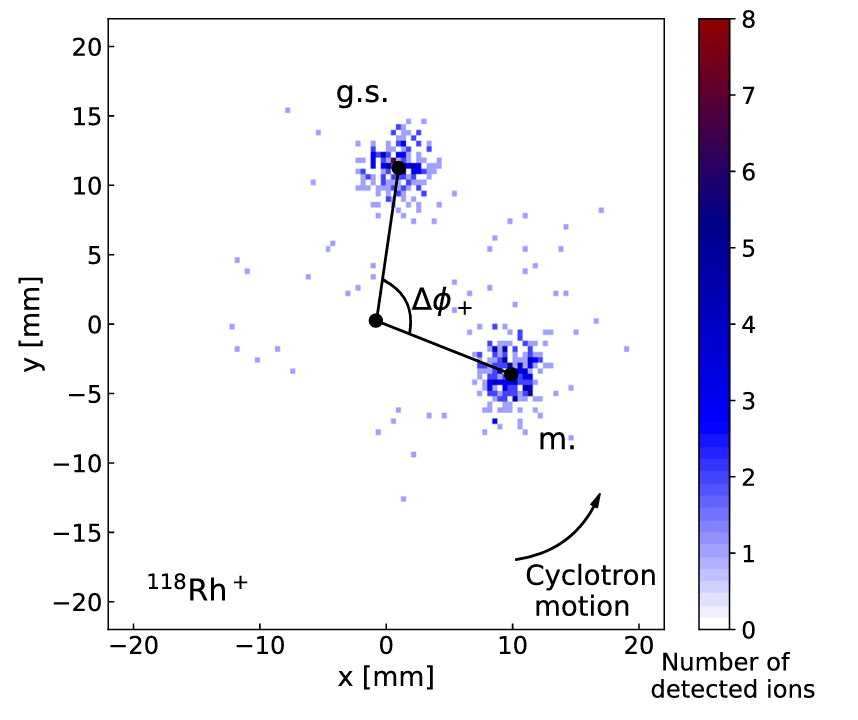 g.s.
Δϕ₊
m.
Cyclotron
motion
¹¹⁸Rh⁺
y [mm]
20
15
10
5
0
−5
−10
−15
−20
−20 −10 0 10 20
x [mm]
8
7
6
5
4
3
2
1
0
Number of
detected ions